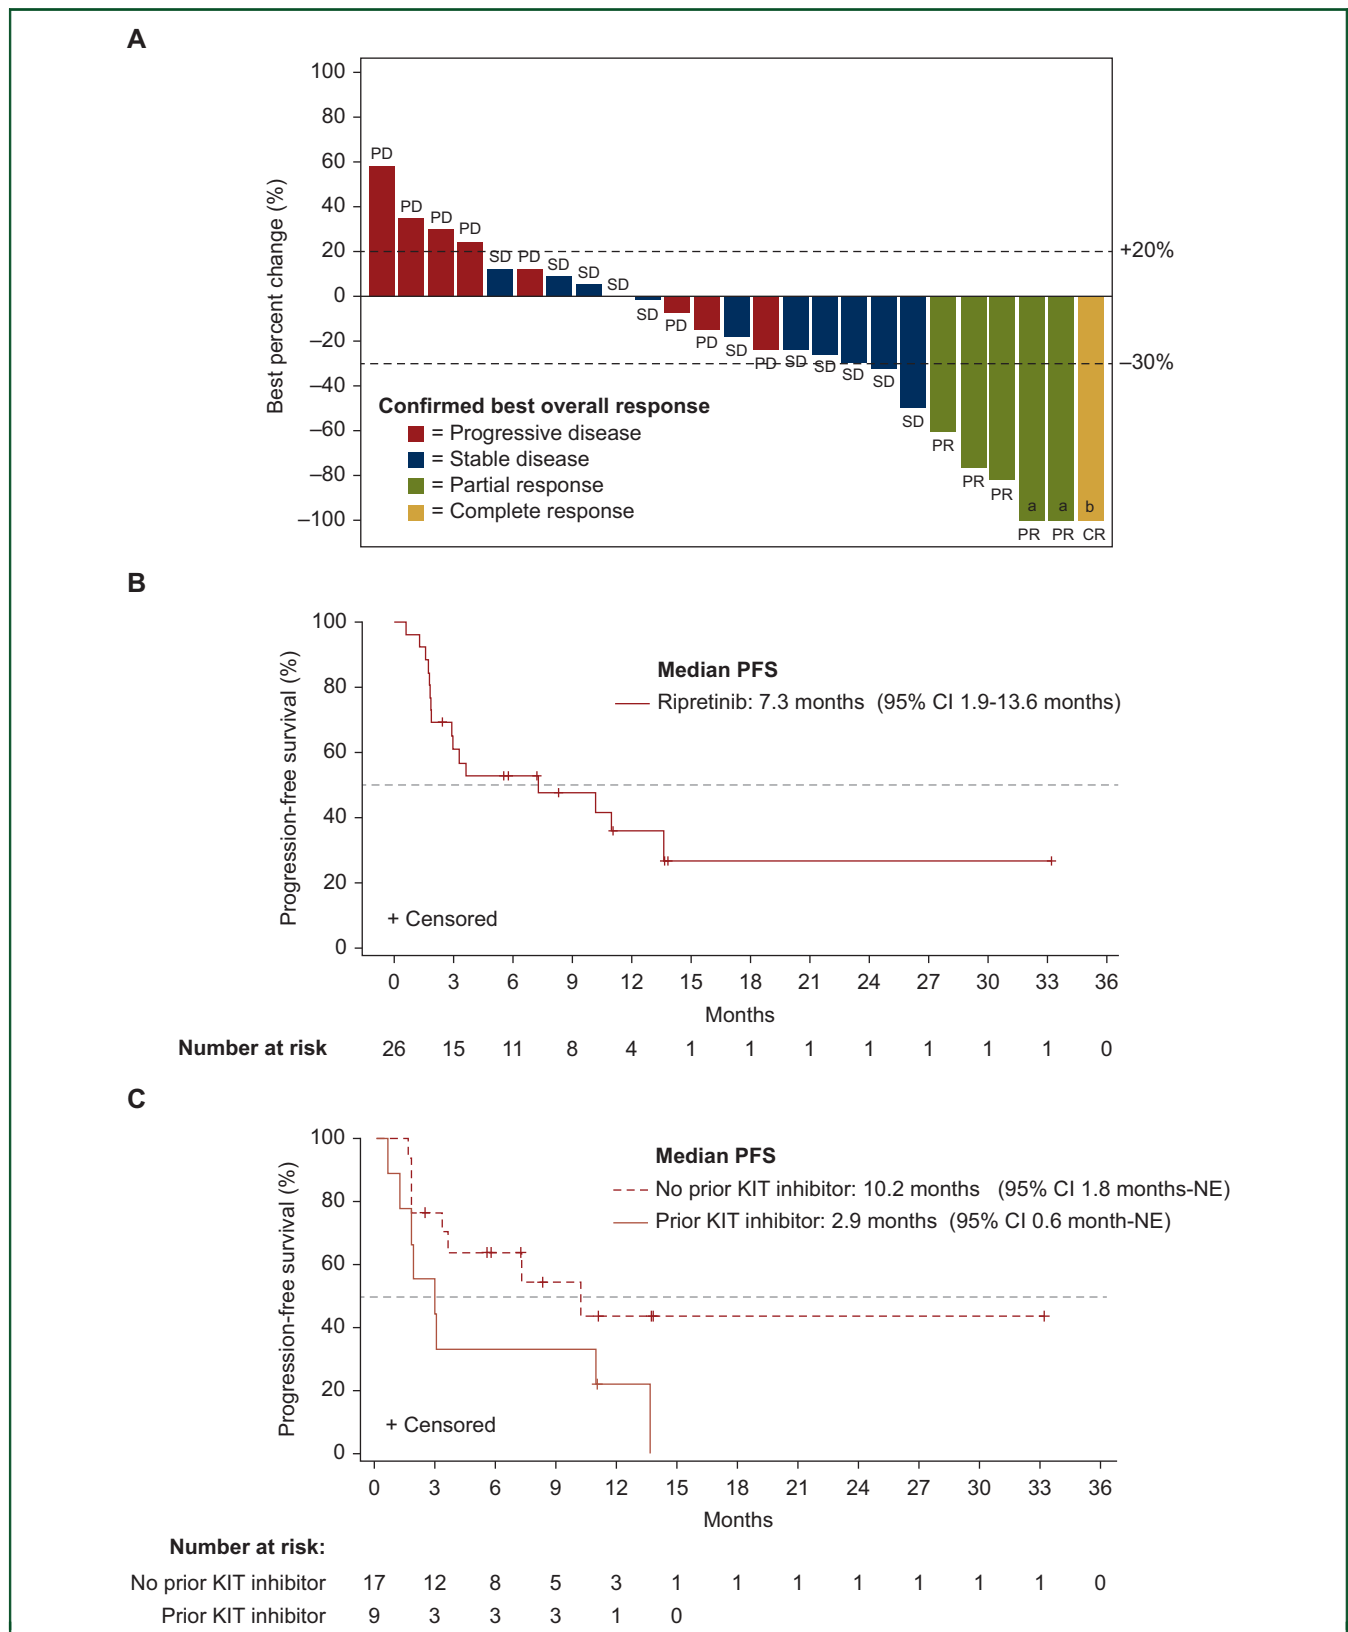 A
100
80
60
40
20
0
–20
–40
–60
–80
–100
Best percent change (%)
PD
PD
PD
PD
SD
PD
SD
SD
SD
SD
PD
PD
SD
PD
SD
SD
SD
SD
SD
PR
PR
PR
PR
PR
CR
a
a
b
+20%
–30%
Confirmed best overall response
= Progressive disease
= Stable disease
= Partial response
= Complete response
B
100
80
60
40
20
0
Progression-free survival (%)
Median PFS
Ripretinib: 7.3 months (95% CI 1.9-13.6 months)
+ Censored
0 3 6 9 12 15 18 21 24 27 30 33 36
Months
Number at risk 26 15 11 8 4 1 1 1 1 1 1 1 0
C
100
80
60
40
20
0
Progression-free survival (%)
Median PFS
No prior KIT inhibitor: 10.2 months (95% CI 1.8 months-NE)
Prior KIT inhibitor: 2.9 months (95% CI 0.6 month-NE)
+ Censored
0 3 6 9 12 15 18 21 24 27 30 33 36
Months
Number at risk:
No prior KIT inhibitor 17 12 8 5 3 1 1 1 1 1 1 1 0
Prior KIT inhibitor 9 3 3 3 1 0